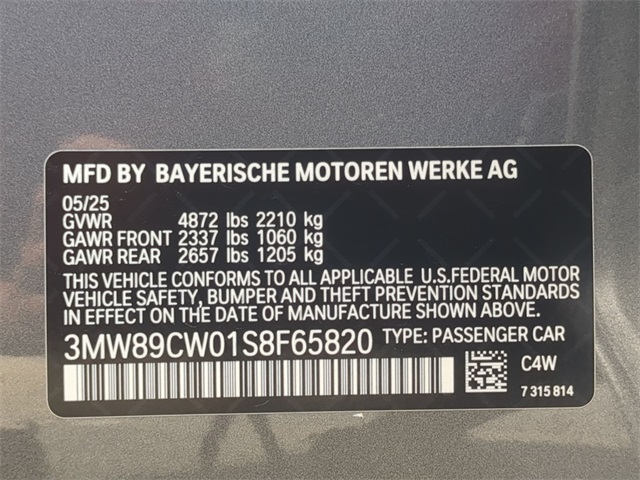 MFD BY BAYERISCHE MOTOREN WERKE AG
05/25
GVWR 4872 lbs 2210 kg
GAWR FRONT 2337 lbs 1060 kg
GAWR REAR 2657 lbs 1205 kg
THIS VEHICLE CONFORMS TO ALL APPLICABLE U.S.FEDERAL MOTOR
VEHICLE SAFETY, BUMPER AND THEFT PREVENTION STANDARDS
IN EFFECT ON THE DATE OF MANUFACTURE SHOWN ABOVE.
3MW89CW01S8F65820 TYPE: PASSENGER CAR
C4W
7 315 814